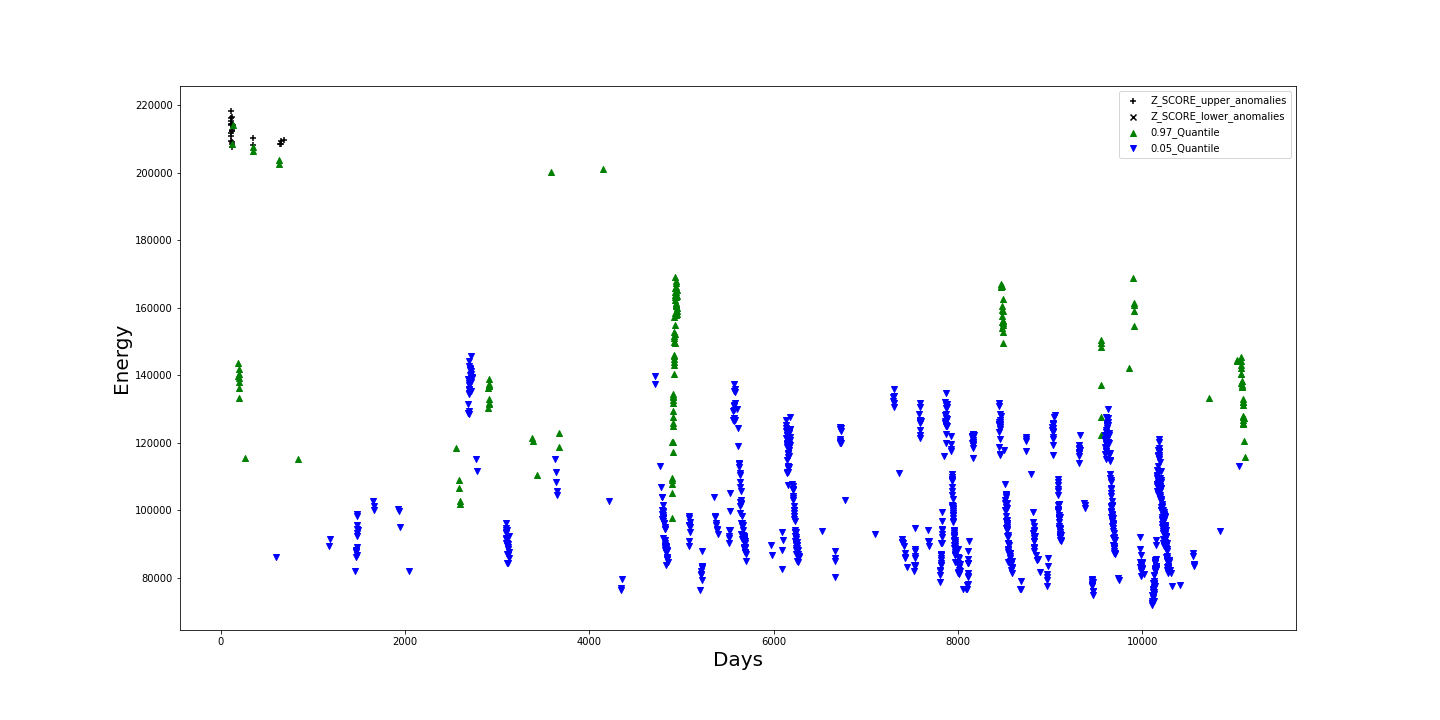 220000
200000
180000
160000
140000
120000
100000
80000
Energy
0 2000 4000 6000 8000 10000
Days
Z_SCORE_upper_anomalies
Z_SCORE_lower_anomalies
0.97_Quantile
0.05_Quantile